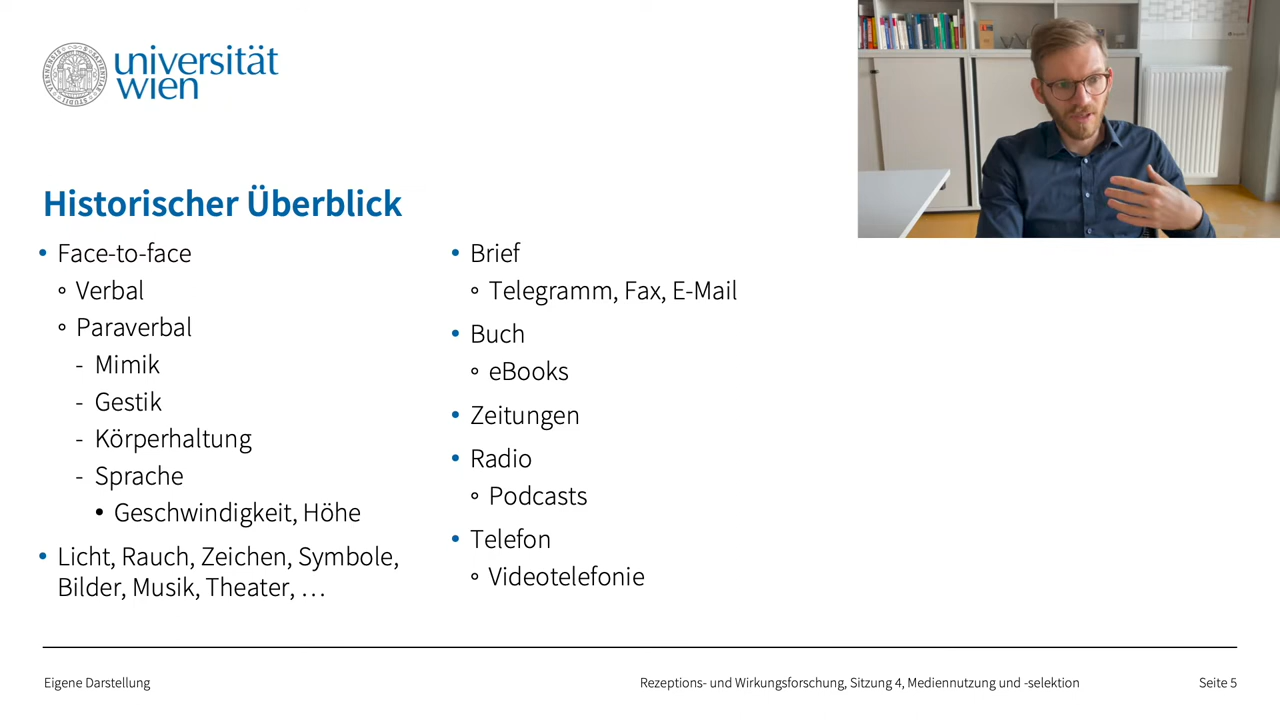 universität
wien
Historischer Überblick
• Face-to-face
◦ Verbal
◦ Paraverbal
- Mimik
- Gestik
- Körperhaltung
- Sprache
• Geschwindigkeit, Höhe
• Licht, Rauch, Zeichen, Symbole,
Bilder, Musik, Theater, …
• Brief
◦ Telegramm, Fax, E-Mail
• Buch
◦ eBooks
• Zeitungen
• Radio
◦ Podcasts
• Telefon
◦ Videotelefonie
Eigene Darstellung
Rezeptions- und Wirkungsforschung, Sitzung 4, Mediennutzung und -selektion
Seite 5